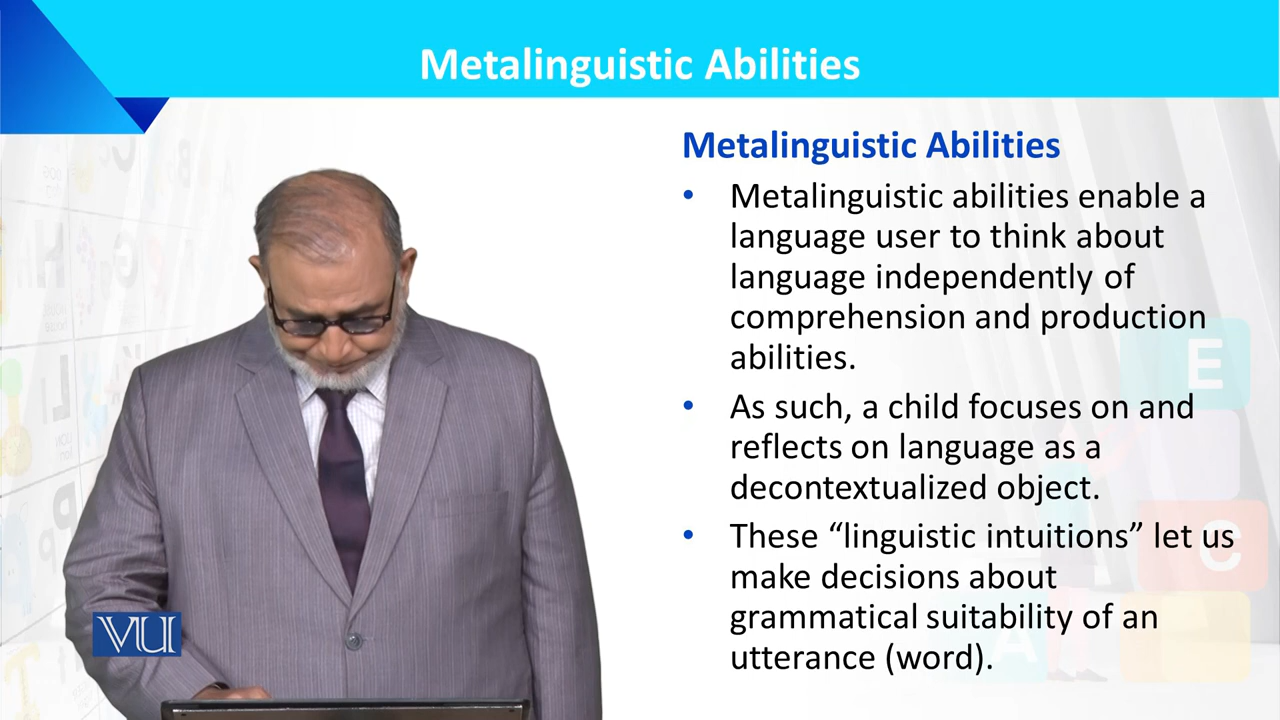 Metalinguistic Abilities
Metalinguistic Abilities
• Metalinguistic abilities enable a
language user to think about
language independently of
comprehension and production
abilities.
• As such, a child focuses on and
reflects on language as a
decontextualized object.
• These “linguistic intuitions” let us
make decisions about
grammatical suitability of an
utterance (word).
VU
E
C
A